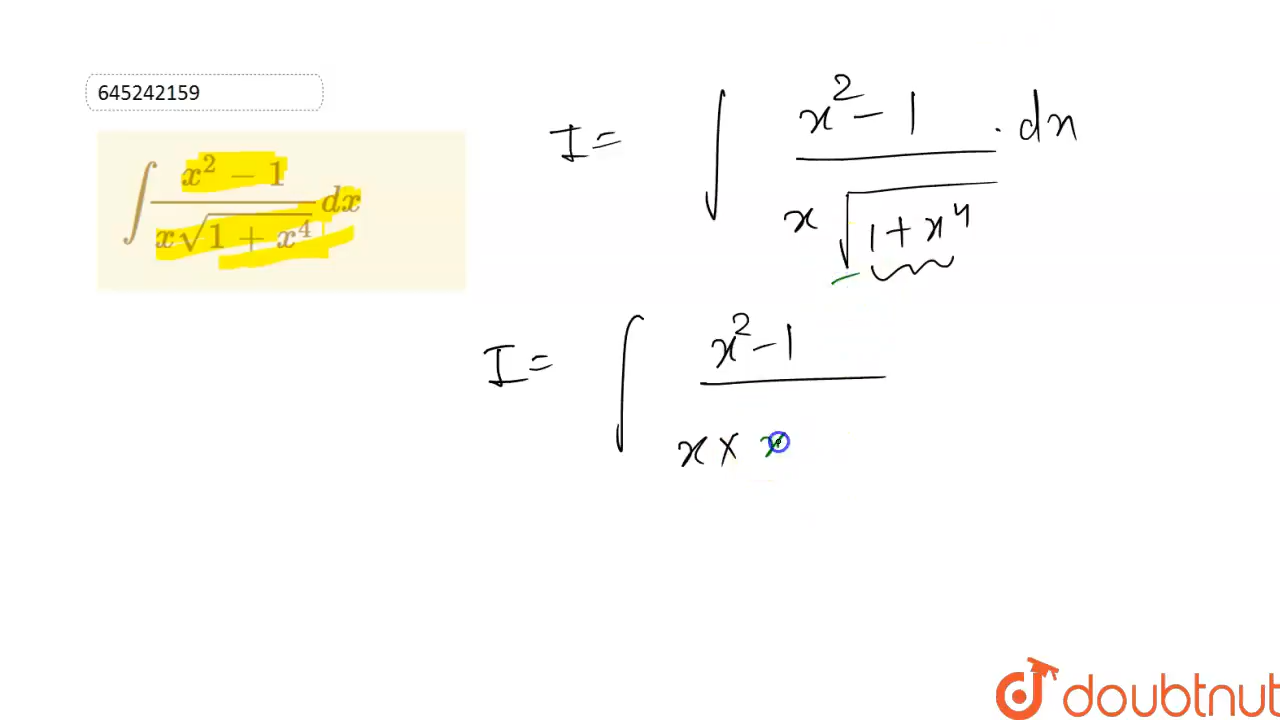 645242159
∫ x² − 1 / x√1 + x⁴ dx
I = ∫ x² − 1 / x √1 + x⁴ . dx
I = ∫ x² − 1 / x × x
doubtnut